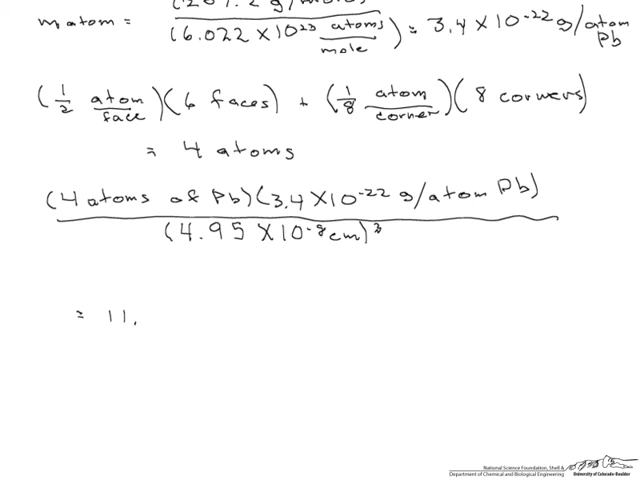 m atom = (207.2 g/mole) / (6.022 × 10^23 atoms/mole) = 3.4 × 10^-22 g/atom Pb
(1/2 atom/face)(6 faces) + (1/8 atom/corner)(8 corners)
= 4 atoms
(4 atoms of Pb)(3.4 × 10^-22 g/atom Pb)
(4.95 × 10^-8 cm)^3
= 11.
National Science Foundation, Shell &
Department of Chemical and Biological Engineering
University of Colorado-Boulder